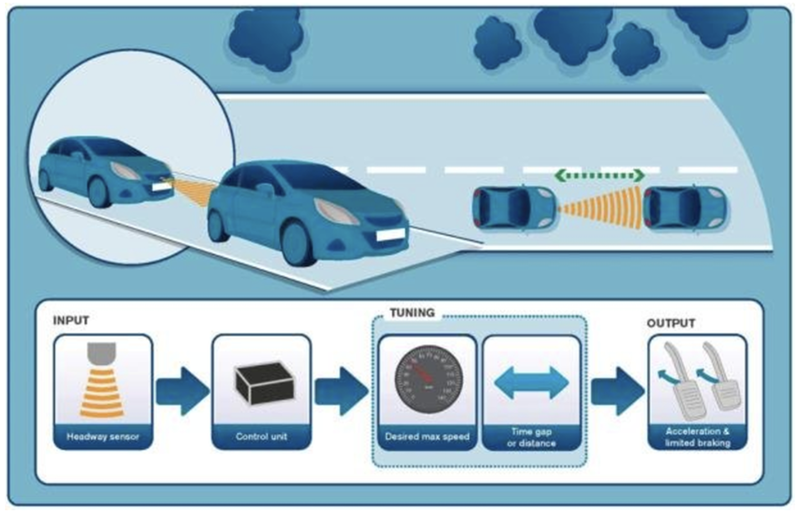 INPUT
TUNING
OUTPUT
Headway sensor
Control unit
Desired max speed
Time gap
or distance
Acceleration &
limited braking